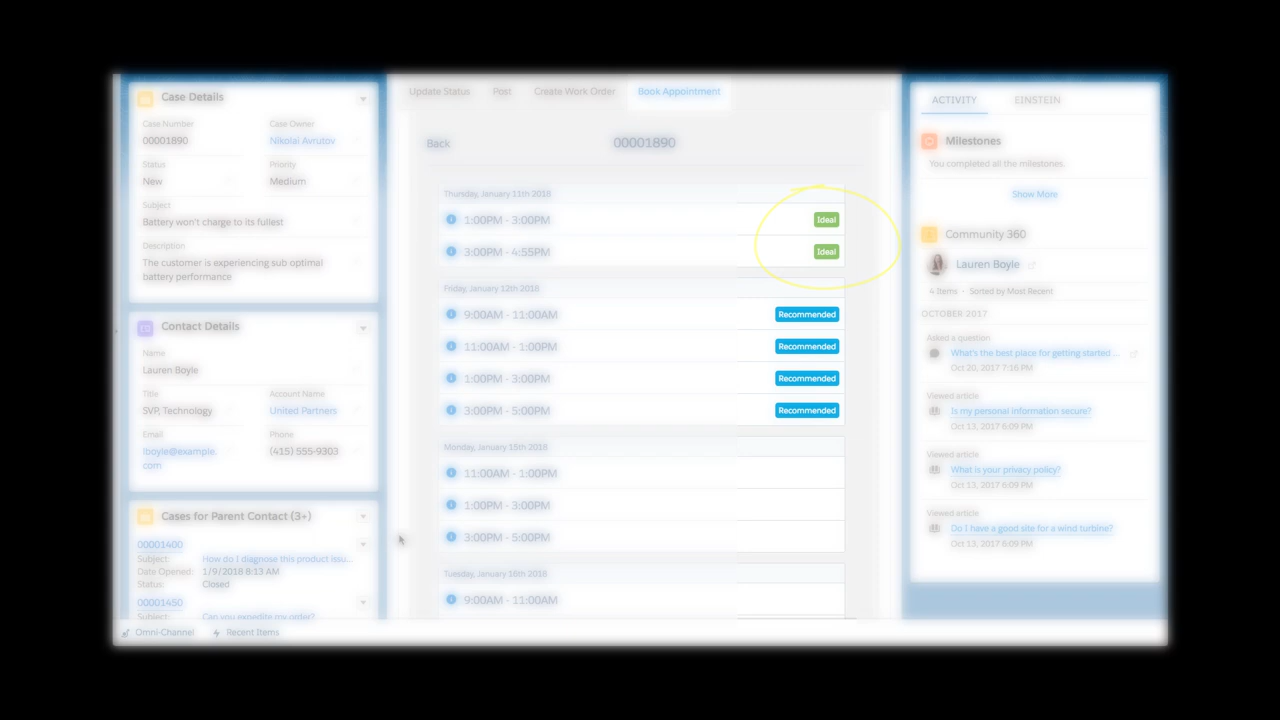 Case Details
Case Number
Case Owner
00001890
Nikolai Avrutov
Status
Priority
New
Medium
Subject
Battery won't charge to its fullest
Description
The customer is experiencing sub optimal
battery performance
Contact Details
Name
Lauren Boyle
Title
Account Name
SVP, Technology
United Partners
Email
Phone
lboyle@example.
com
(415) 555-9303
Cases for Parent Contact (3+)
00001400
Subject: How do I diagnose this product issu...
Date Opened: 1/9/2018 8:13 AM
Status: Closed
00001450
Subject: Can you expedite my order?
Update Status
Post
Create Work Order
Book Appointment
Back
00001890
Thursday, January 11th 2018
1:00PM - 3:00PM Ideal
3:00PM - 4:55PM Ideal
Friday, January 12th 2018
9:00AM - 11:00AM Recommended
11:00AM - 1:00PM Recommended
1:00PM - 3:00PM Recommended
3:00PM - 5:00PM Recommended
Monday, January 15th 2018
11:00AM - 1:00PM
1:00PM - 3:00PM
3:00PM - 5:00PM
Tuesday, January 16th 2018
9:00AM - 11:00AM
ACTIVITY
EINSTEIN
Milestones
You completed all the milestones.
Show More
Community 360
Lauren Boyle
4 Items · Sorted by Most Recent
OCTOBER 2017
Asked a question
What's the best place for getting started ...
Oct 20, 2017 7:16 PM
Viewed article
Is my personal information secure?
Oct 13, 2017 6:09 PM
Viewed article
What is your privacy policy?
Oct 13, 2017 6:09 PM
Viewed article
Do I have a good site for a wind turbine?
Oct 13, 2017 6:09 PM
Omni-Channel
Recent Items